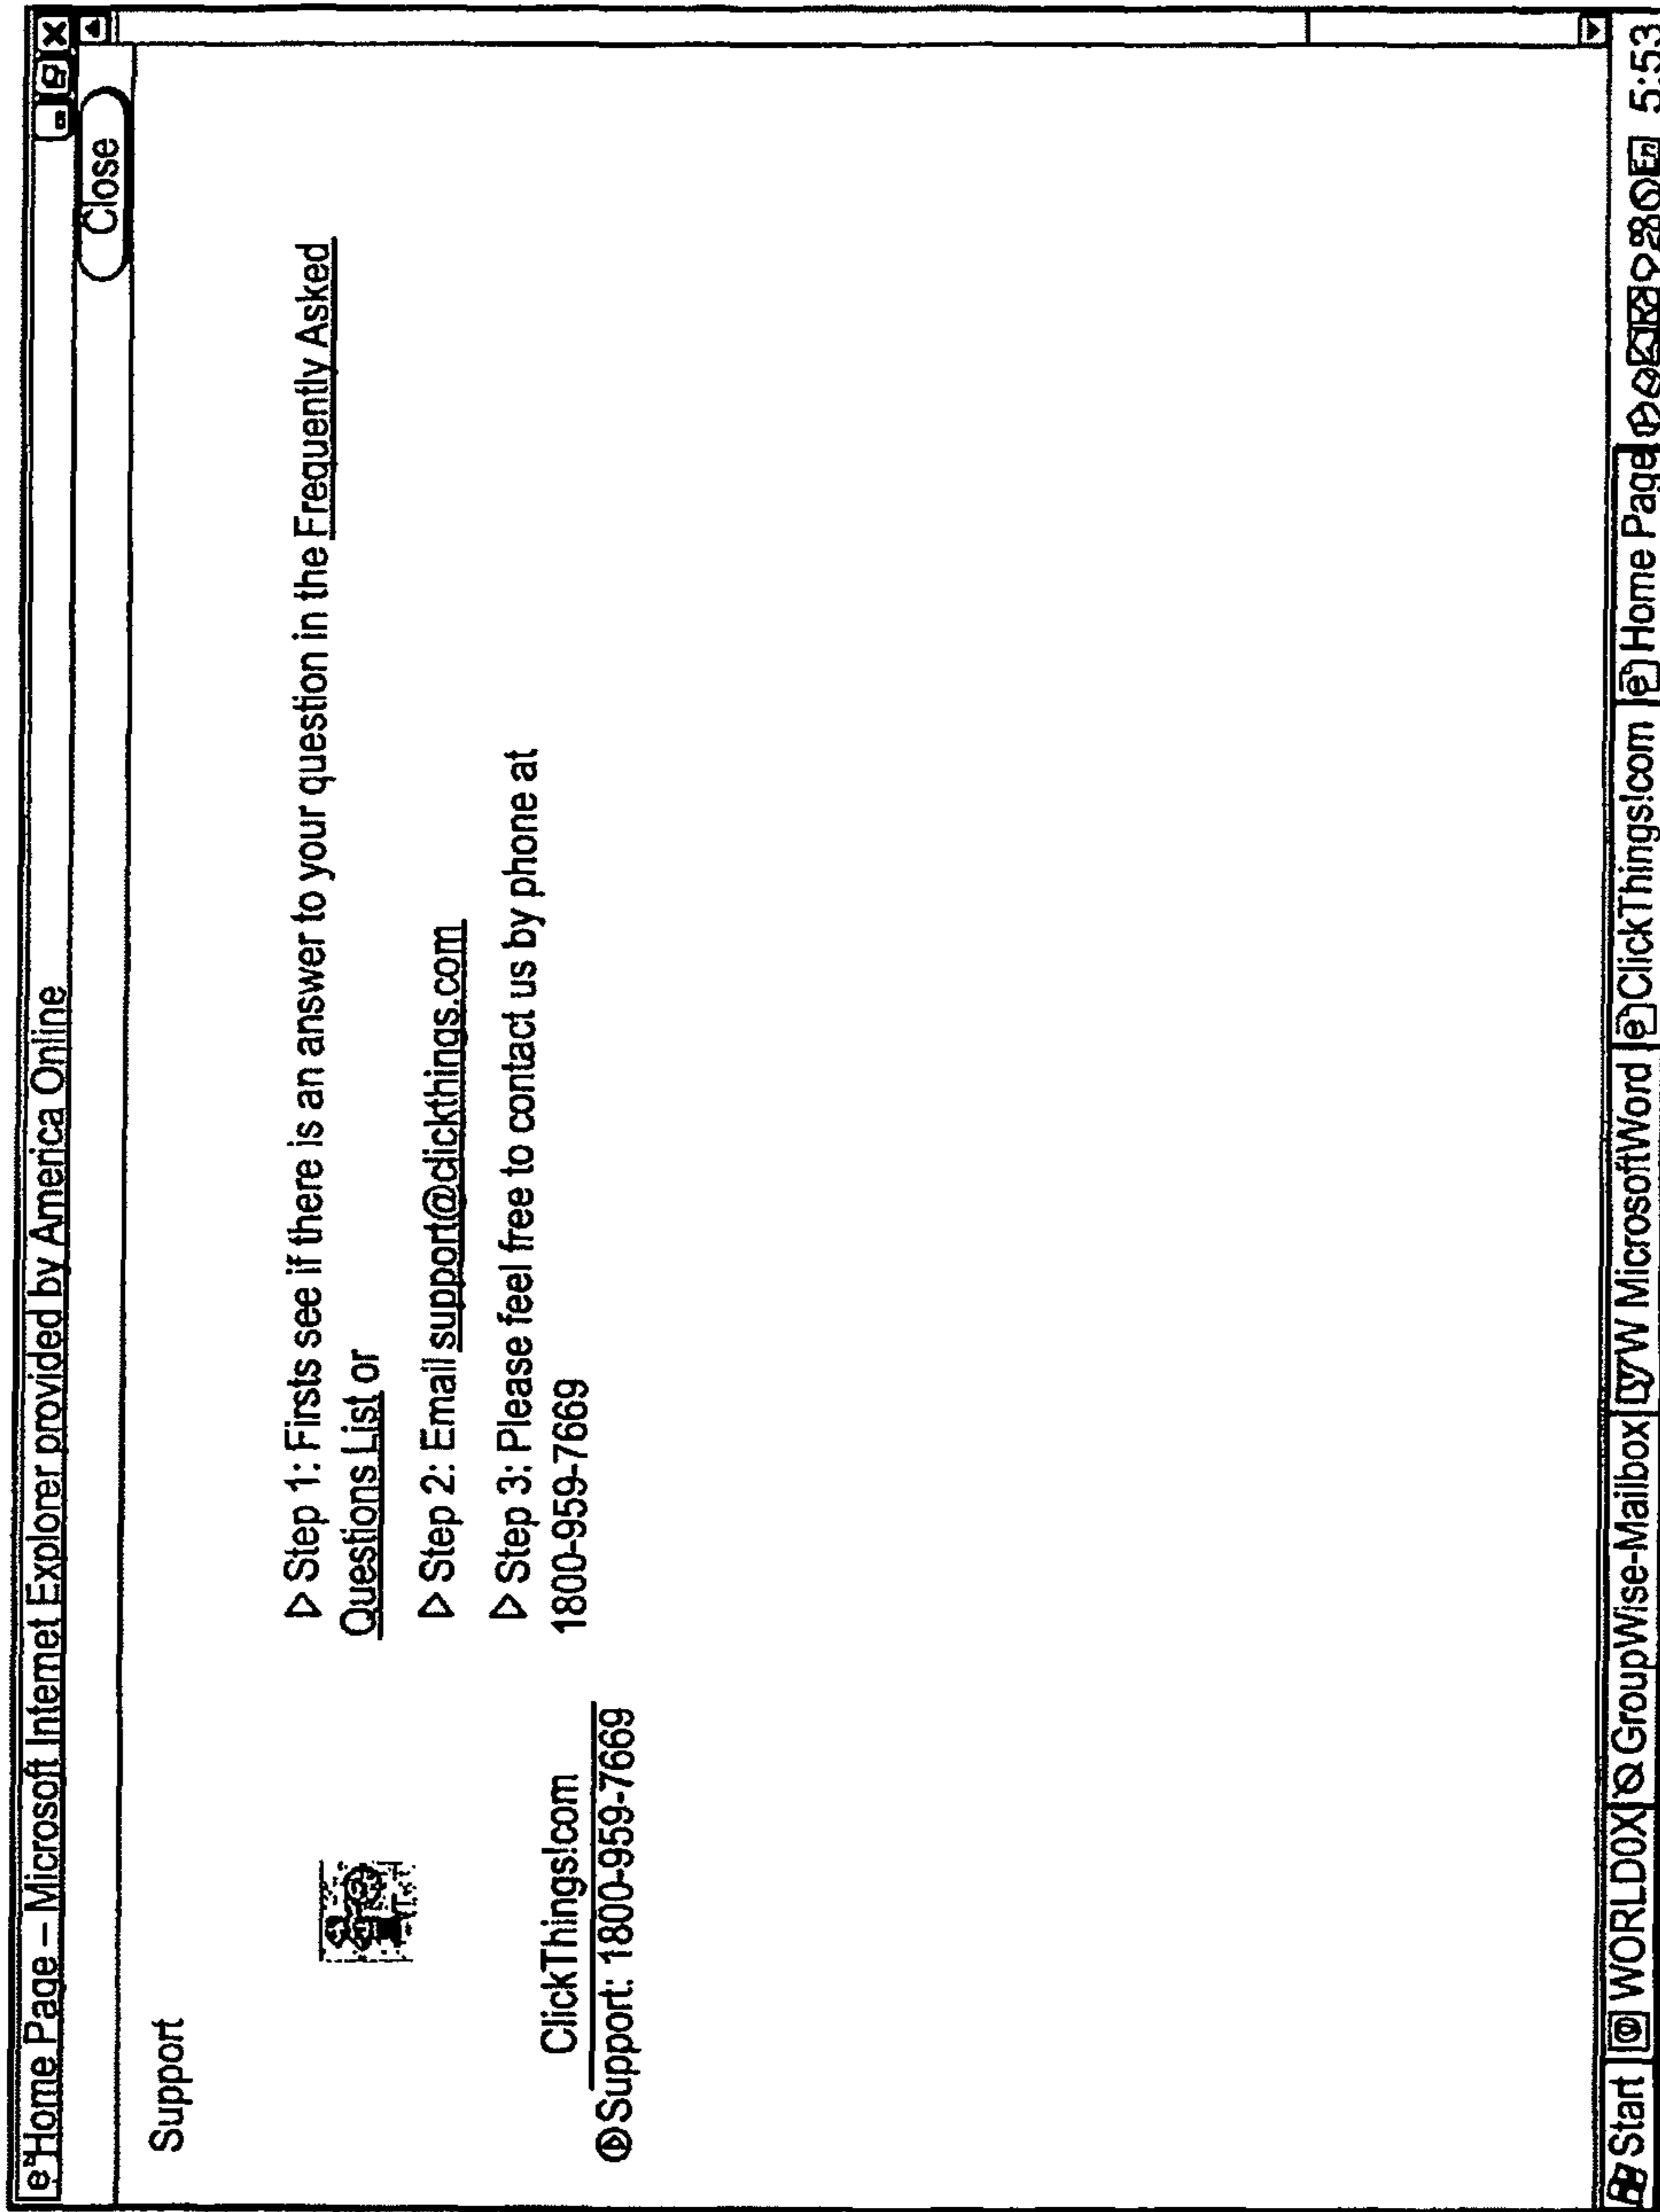 Home Page – Microsoft Internet Explorer provided by America Online
Close
Support
▷ Step 1: Firsts see if there is an answer to your question in the Frequently Asked
Questions List or
▷ Step 2: Email support@clickthings.com
▷ Step 3: Please feel free to contact us by phone at
1800-959-7669
ClickThings!com
Support: 1800-959-7669
Start WORLDOX GroupWise-Mailbox W MicrosoftWord ClickThings!com Home Page En 5:53